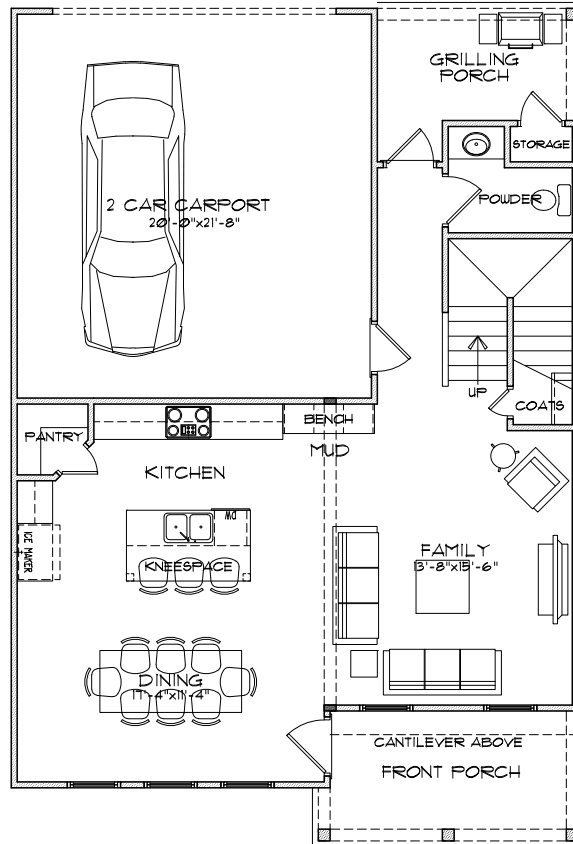 GRILLING
PORCH
STORAGE
POWDER
2 CAR CARPORT
20'-0"x21'-8"
UP
COATS
PANTRY
BENCH
MUD
KITCHEN
DW
ICE MAKER
KNEESPACE
FAMILY
13'-8"x15'-6"
DINING
17'-4"x11'-4"
CANTILEVER ABOVE
FRONT PORCH